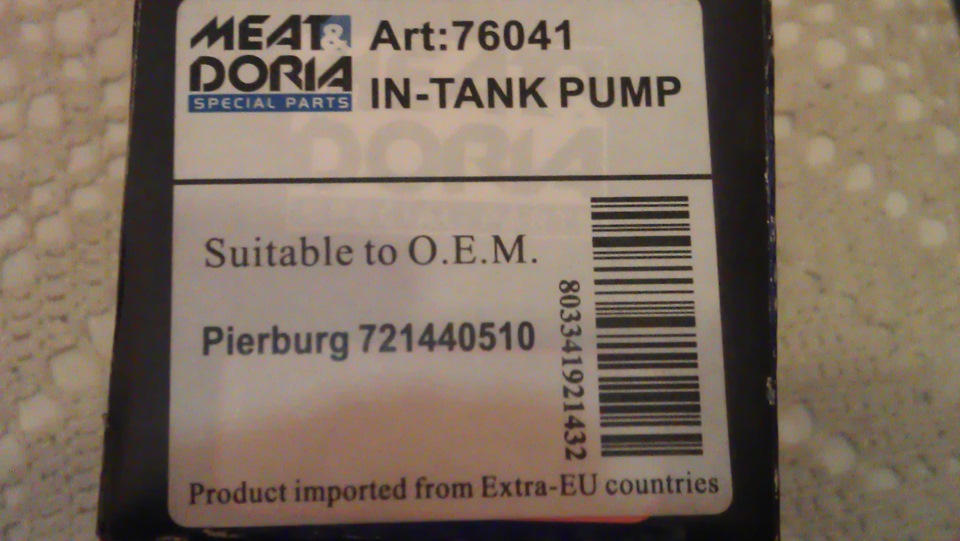 MEAT& Art:76041
DORIA IN-TANK PUMP
SPECIAL PARTS
Suitable to O.E.M.
Pierburg 721440510
803341921432
Product imported from Extra-EU countries